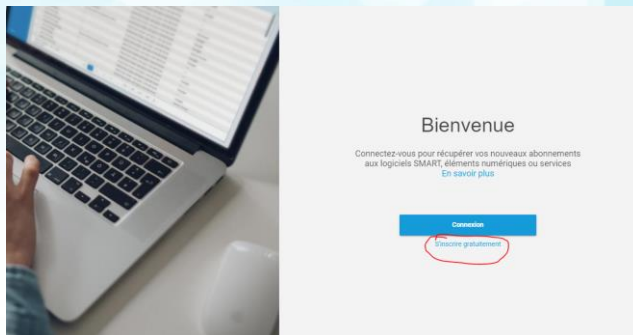 Bienvenue
Connectez-vous pour récupérer vos nouveaux abonnements
aux logiciels SMART, éléments numériques ou services
En savoir plus
Connexion
S'inscrire gratuitement